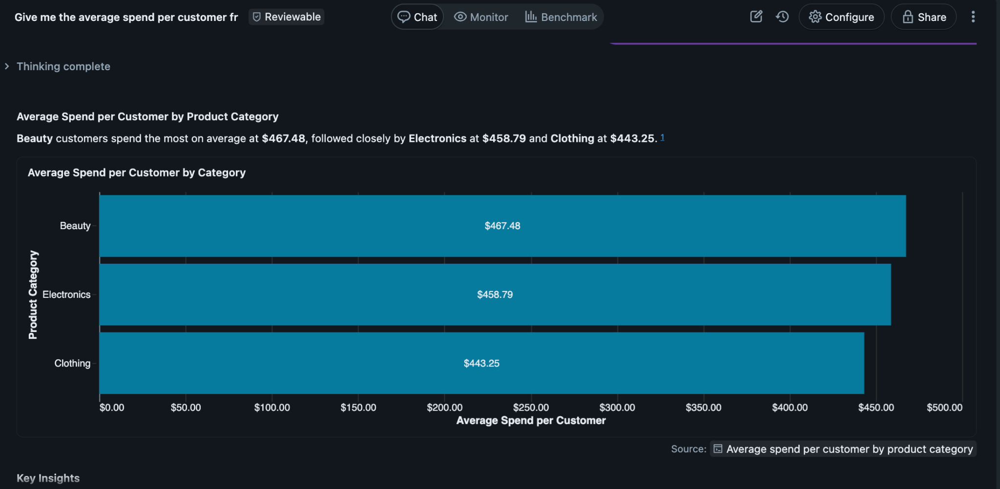 Give me the average spend per customer fr
Reviewable
Chat
Monitor
Benchmark
Configure
Share
Thinking complete
Average Spend per Customer by Product Category
Beauty customers spend the most on average at $467.48, followed closely by Electronics at $458.79 and Clothing at $443.25. 1
Average Spend per Customer by Category
Product Category
Beauty
$467.48
Electronics
$458.79
Clothing
$443.25
$0.00 $50.00 $100.00 $150.00 $200.00 $250.00 $300.00 $350.00 $400.00 $450.00 $500.00
Average Spend per Customer
Source: Average spend per customer by product category
Key Insights